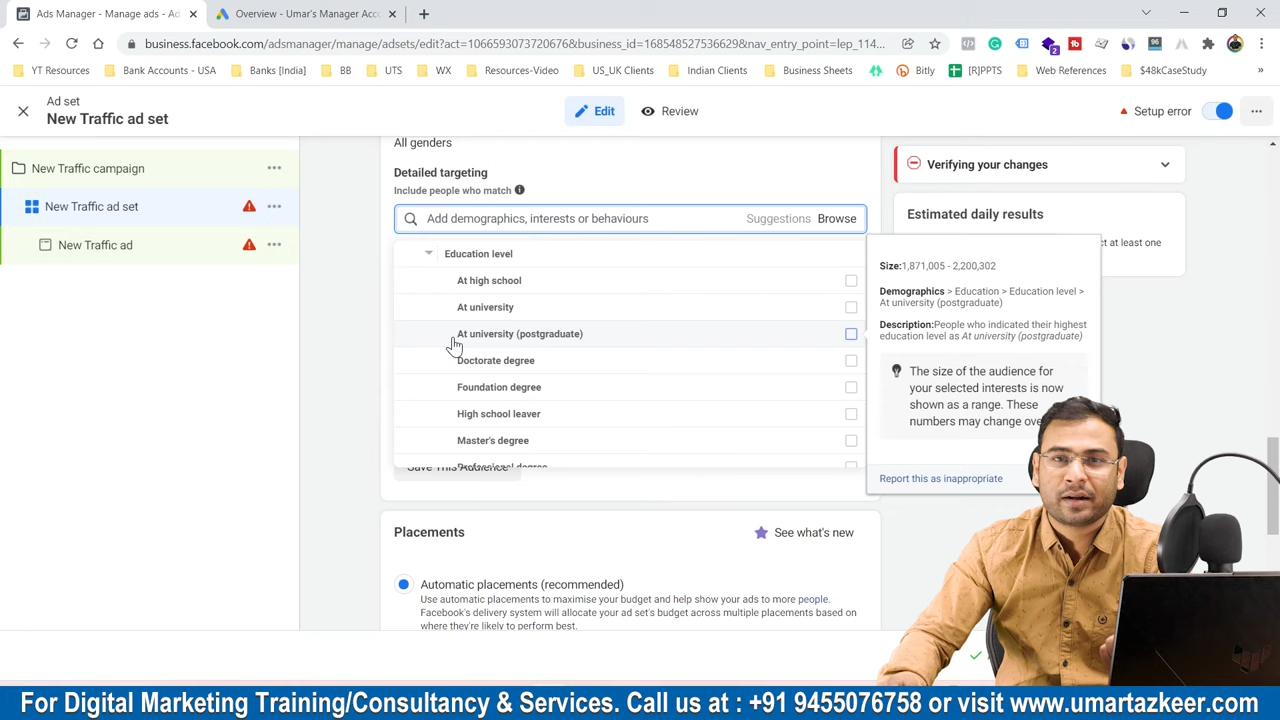 Ads Manager - Manage ads - Ad
Overview - Umar's Manager Acc
business.facebook.com/adsmanager/manage/adsets/edit?act=1066593073720676&business_id=168548527536629&nav_entry_point=lep_114...
2
96
YT Resources
Bank Accounts - USA
Banks [India]
BB
UTS
WX
Resources-Video
US_UK Clients
Indian Clients
Business Sheets
Bitly
[R]PPTS
Web References
$48kCaseStudy
»
Ad set
New Traffic ad set
Edit
Review
Setup error
New Traffic campaign
New Traffic ad set
New Traffic ad
All genders
Detailed targeting
Include people who match
Add demographics, interests or behaviours
Suggestions
Browse
Education level
At high school
At university
At university (postgraduate)
Doctorate degree
Foundation degree
High school leaver
Master's degree
Professional degree
Save This Audience
Placements
See what's new
Automatic placements (recommended)
Use automatic placements to maximise your budget and help show your ads to more people.
Facebook's delivery system will allocate your ad set's budget across multiple placements based on
where they're likely to perform best.
Verifying your changes
Estimated daily results
ct at least one
Size:1,871,005 - 2,200,302
Demographics > Education > Education level >
At university (postgraduate)
Description:People who indicated their highest
education level as At university (postgraduate)
The size of the audience for
your selected interests is now
shown as a range. These
numbers may change ove
Report this as inappropriate
For Digital Marketing Training/Consultancy & Services. Call us at : +91 9455076758 or visit www.umartazkeer.com